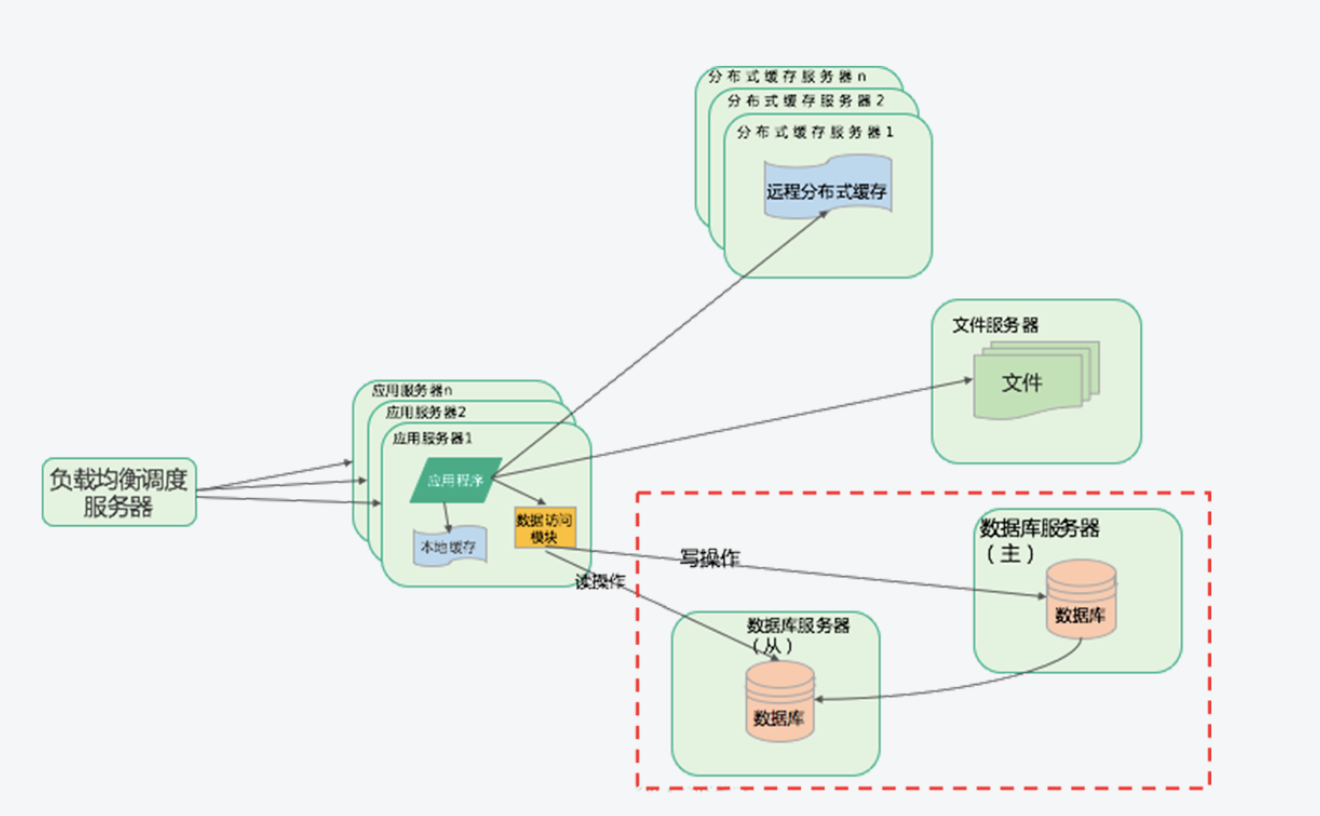 分布式缓存服务器n
分布式缓存服务器2
分布式缓存服务器1
远程分布式缓存
文件服务器
文件
应用服务器n
应用服务器2
应用服务器1
应用程序
本地缓存
数据访问
模块
负载均衡调度
服务器
写操作
读操作
数据库服务器
（主）
数据库
数据库服务器
（从）
数据库